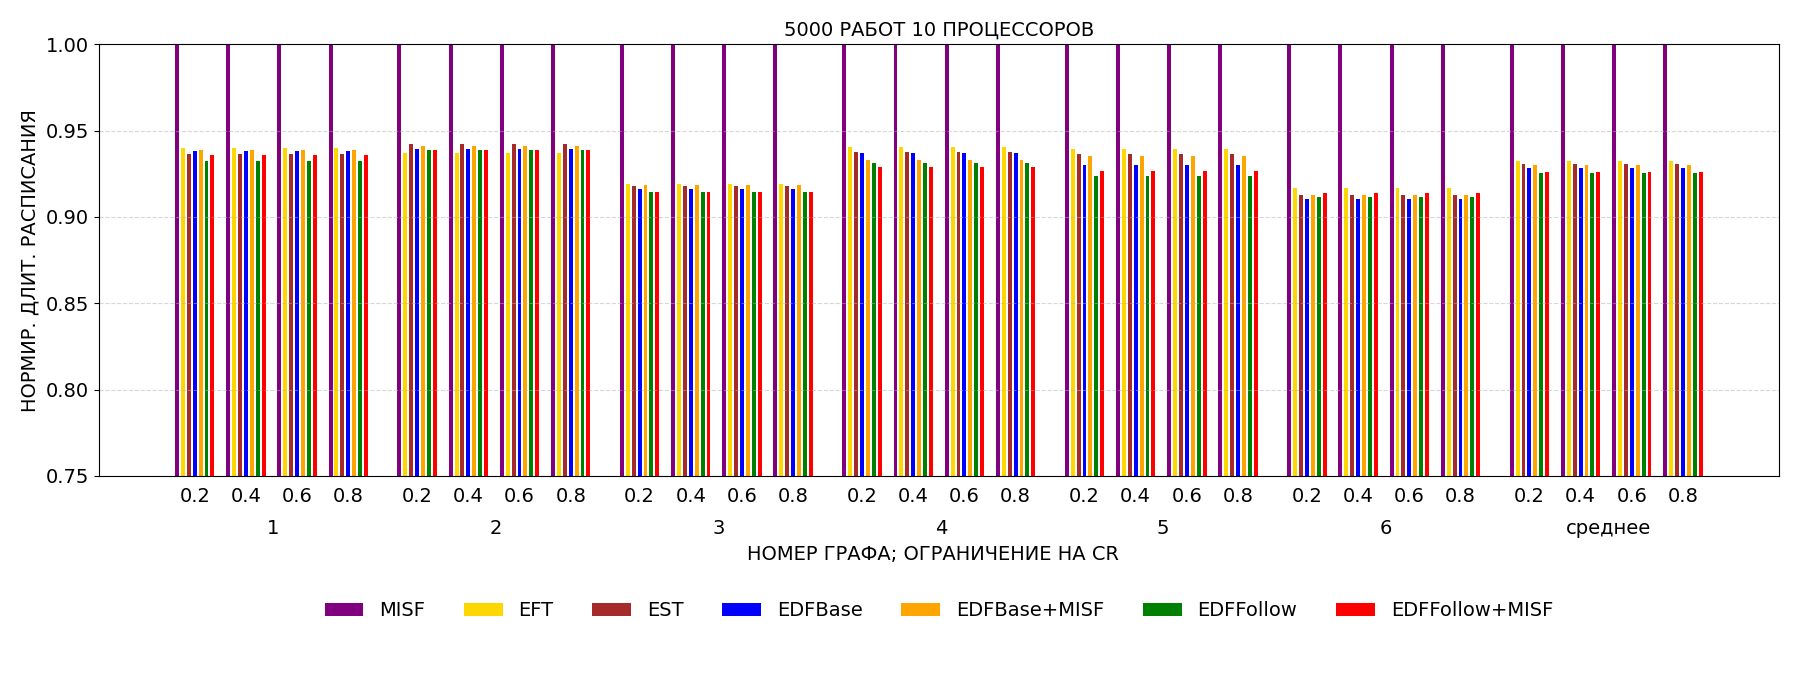 5000 РАБОТ 10 ПРОЦЕССОРОВ
НОРМИР. ДЛИТ. РАСПИСАНИЯ
1.00
0.95
0.90
0.85
0.80
0.75
0.2 0.4 0.6 0.8 0.2 0.4 0.6 0.8 0.2 0.4 0.6 0.8 0.2 0.4 0.6 0.8 0.2 0.4 0.6 0.8 0.2 0.4 0.6 0.8 0.2 0.4 0.6 0.8
1 2 3 4 5 6 среднее
НОМЕР ГРАФА; ОГРАНИЧЕНИЕ НА CR
MISF EFT EST EDFBase EDFBase+MISF EDFFollow EDFFollow+MISF